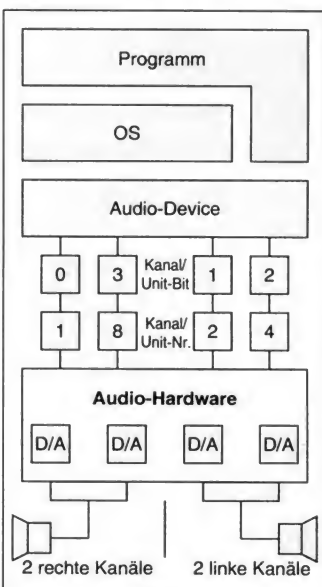 Programm
OS
Audio-Device
0 3 Kanal/ Unit-Bit 1 2
1 8 Kanal/ Unit-Nr. 2 4
Audio-Hardware
D/A D/A D/A D/A
2 rechte Kanäle 2 linke Kanäle